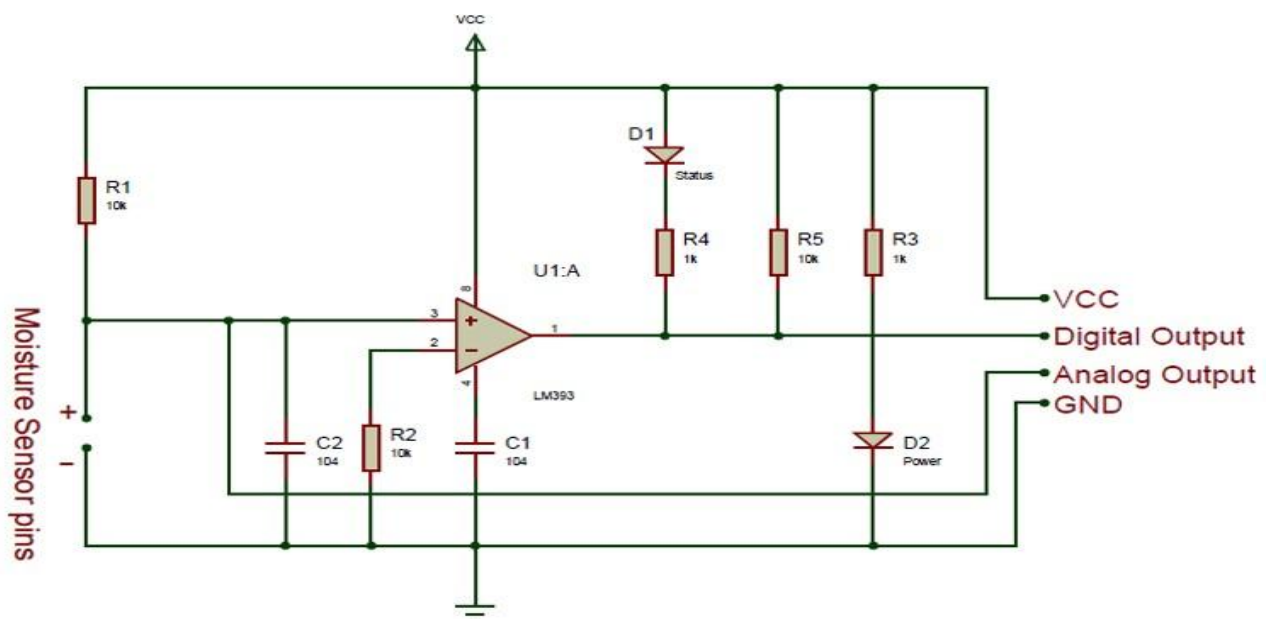 VCC
D1
Status
R1
10k
R4
1k
R5
10k
R3
1k
U1:A
8
3
2
1
4
+
−
LM393
VCC
Digital Output
Analog Output
GND
Moisture Sensor pins
+
−
C2
104
R2
10k
C1
104
D2
Power